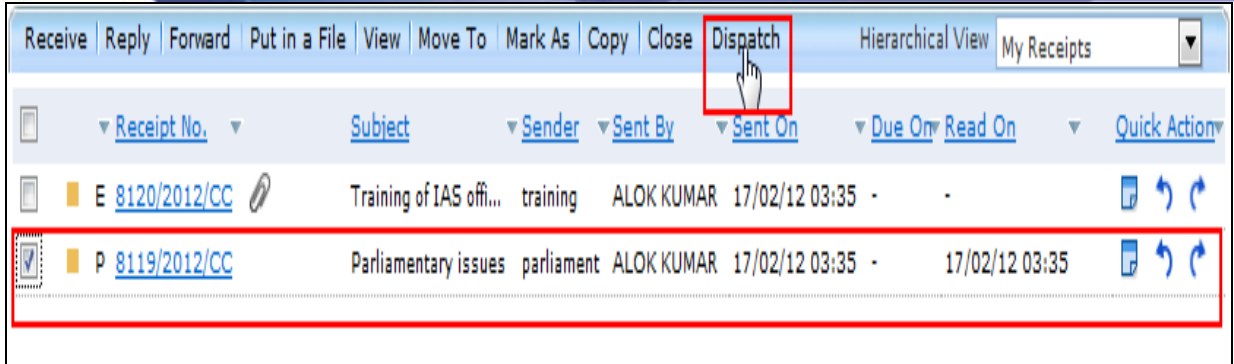 Receive Reply Forward Put in a File View Move To Mark As Copy Close Dispatch Hierarchical View My Receipts
Receipt No. Subject Sender Sent By Sent On Due On Read On Quick Action
E 8120/2012/CC Training of IAS offi... training ALOK KUMAR 17/02/12 03:35 - -
P 8119/2012/CC Parliamentary issues parliament ALOK KUMAR 17/02/12 03:35 - 17/02/12 03:35